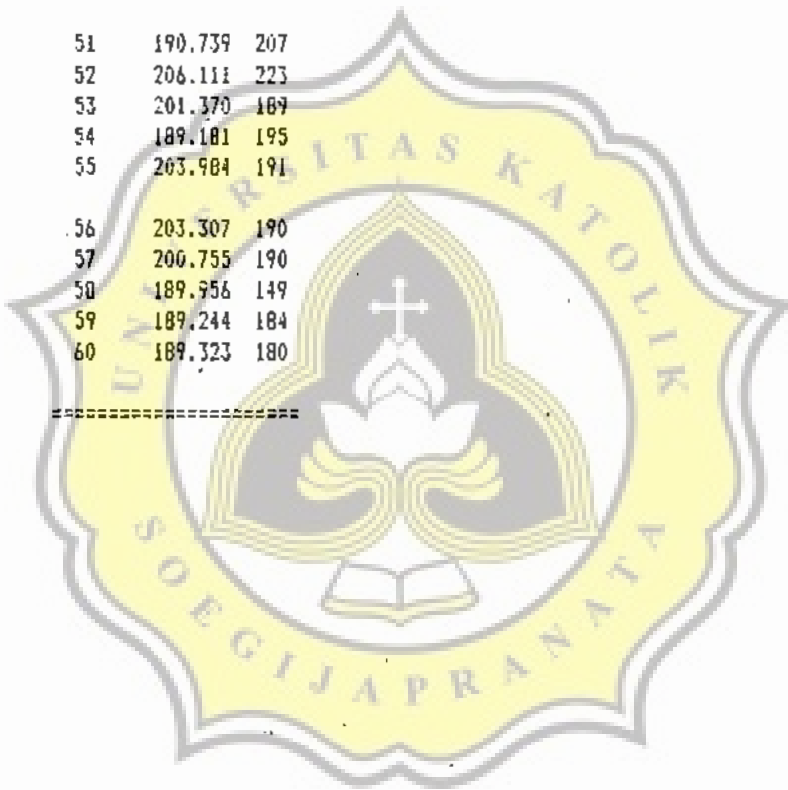 51 190.739 207
52 206.111 223
53 201.370 189
54 189.181 195
55 203.984 191
56 203.307 190
57 200.755 190
58 189.956 149
59 189.244 184
60 189.323 180
======================
UNIVERSITAS KATOLIK
SOEGIJAPRANATA